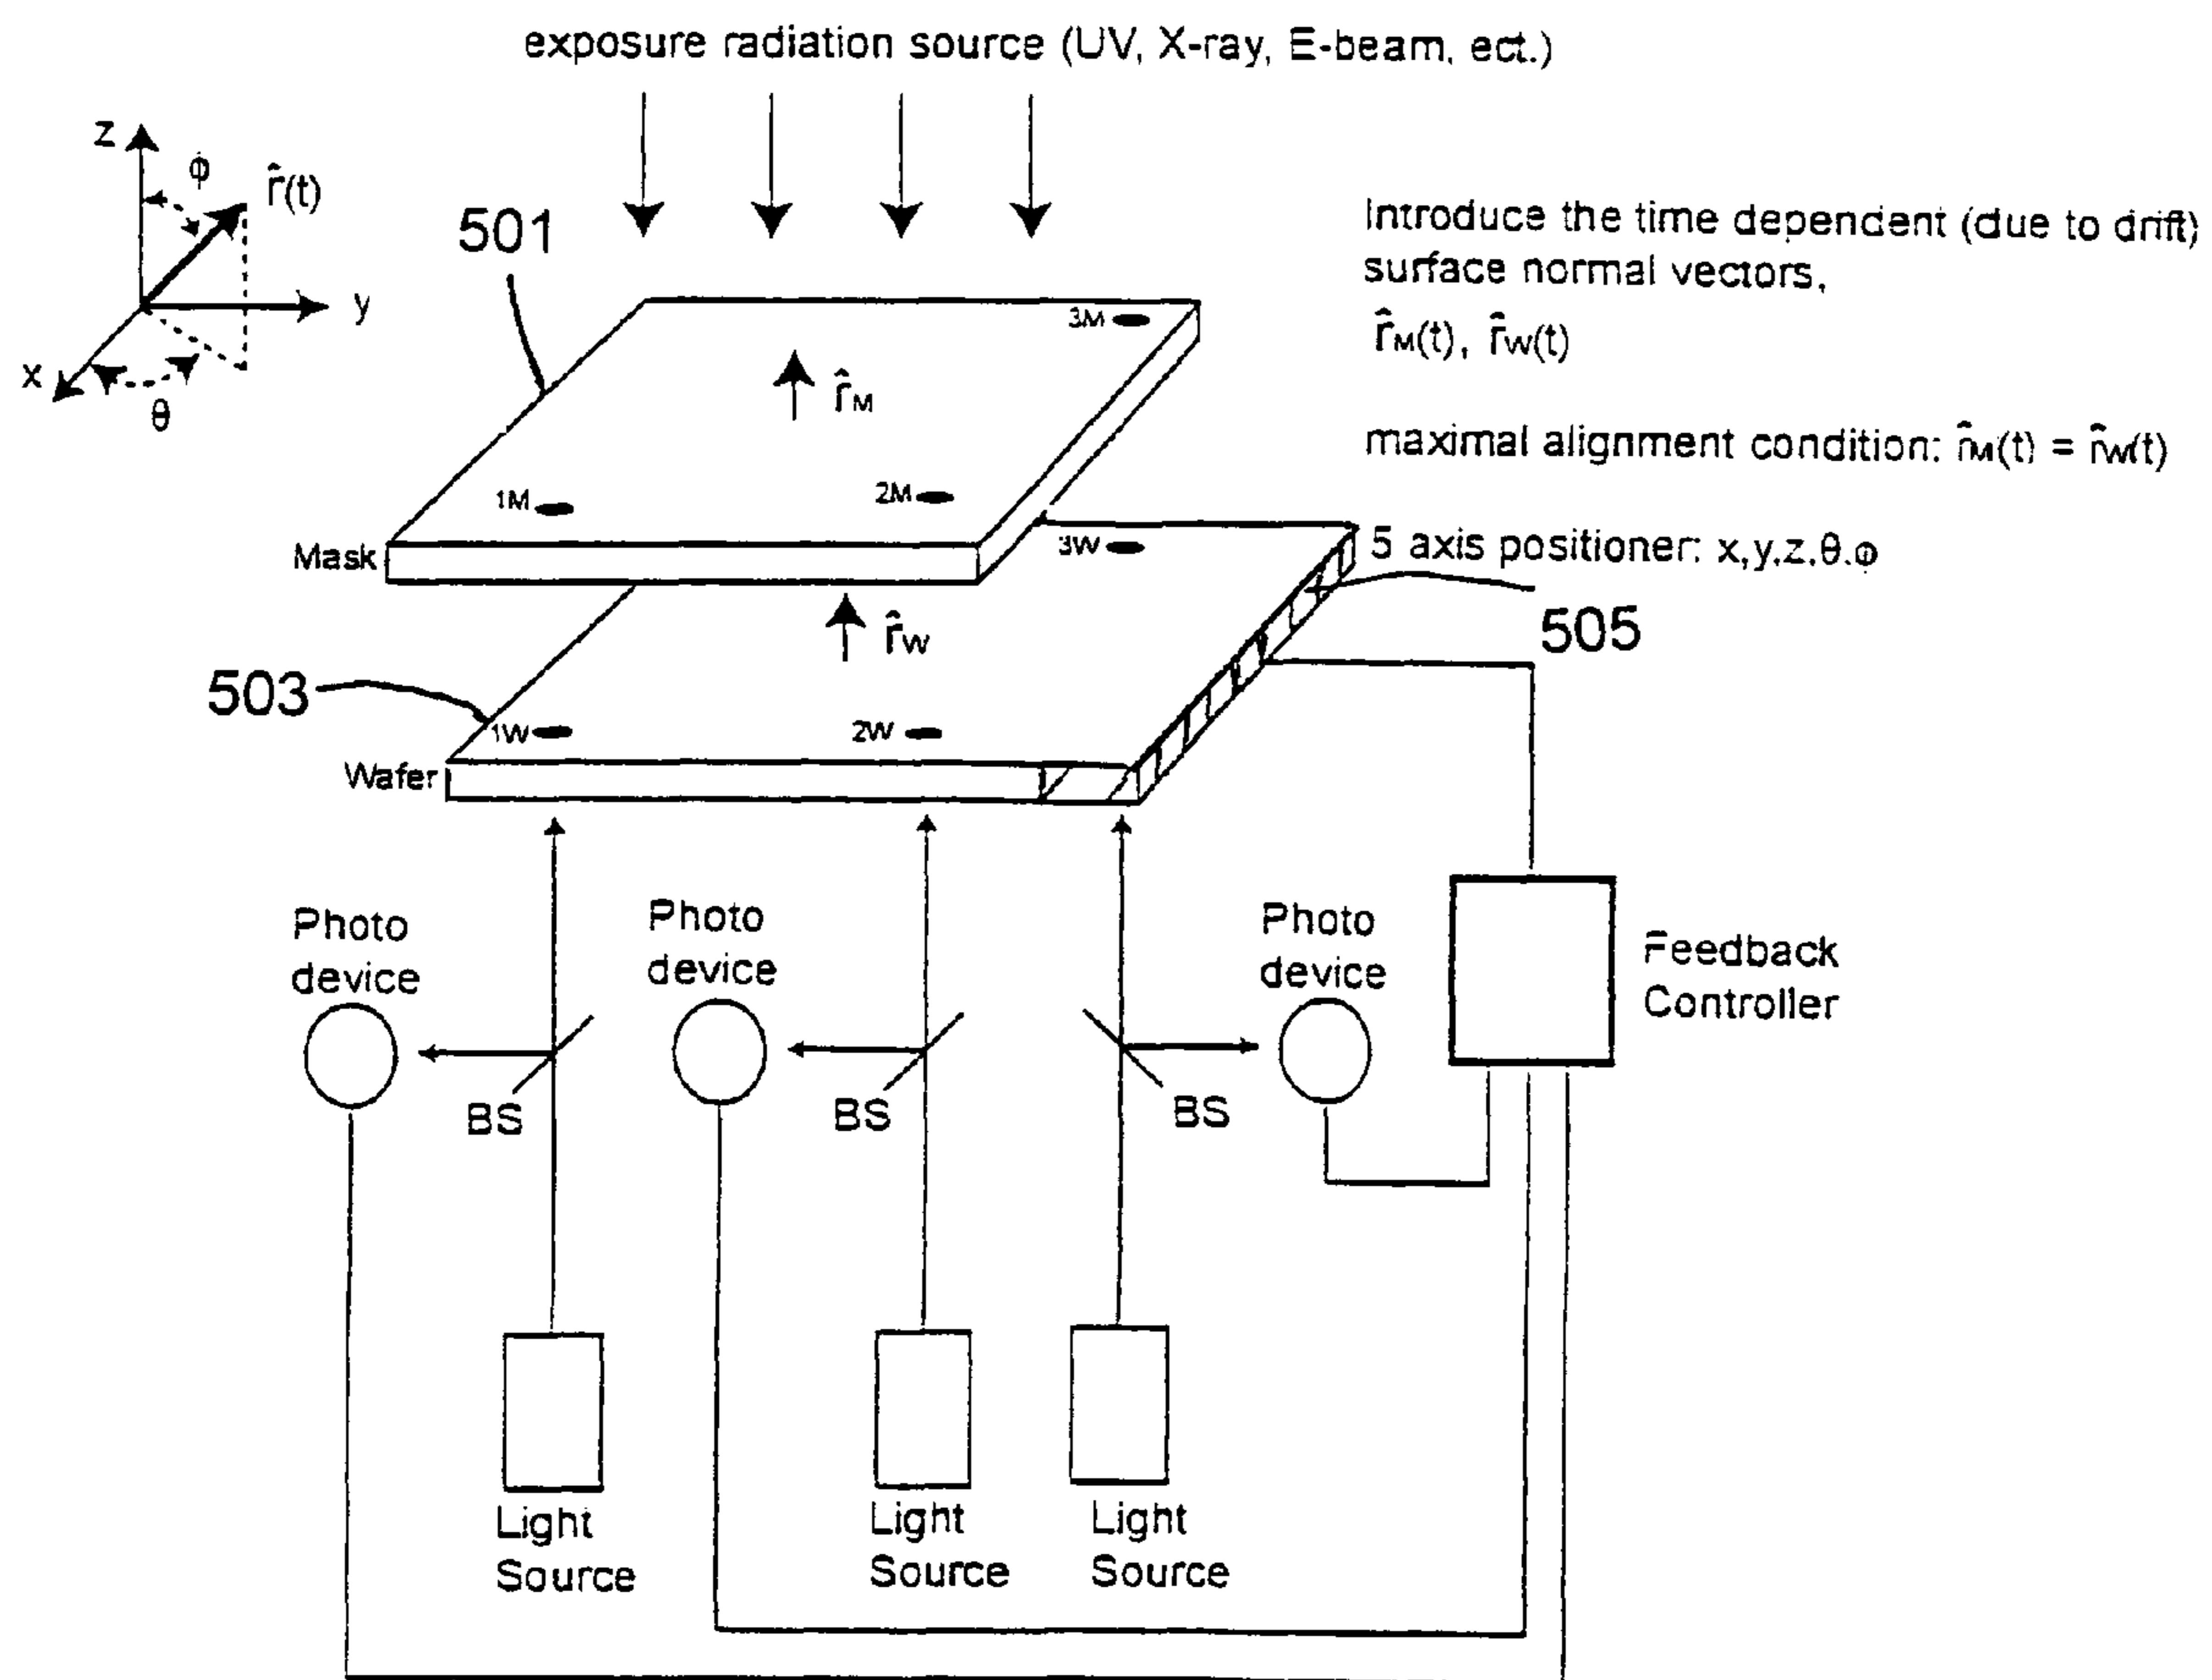 exposure radiation source (UV, X-ray, E-beam, ect.)
z
ϕ
r̂(t)
y
x
θ
501
Introduce the time dependent (due to drift)
surface normal vectors,
r̂M(t), r̂W(t)
maximal alignment condition: r̂M(t) = r̂W(t)
3M
r̂M
1M
2M
Mask
3W
5 axis positioner: x,y,z,θ.φ
505
r̂W
503
1W
2W
Wafer
Photo
device
Photo
device
Photo
device
Feedback
Controller
BS
BS
BS
Light
Source
Light
Source
Light
Source